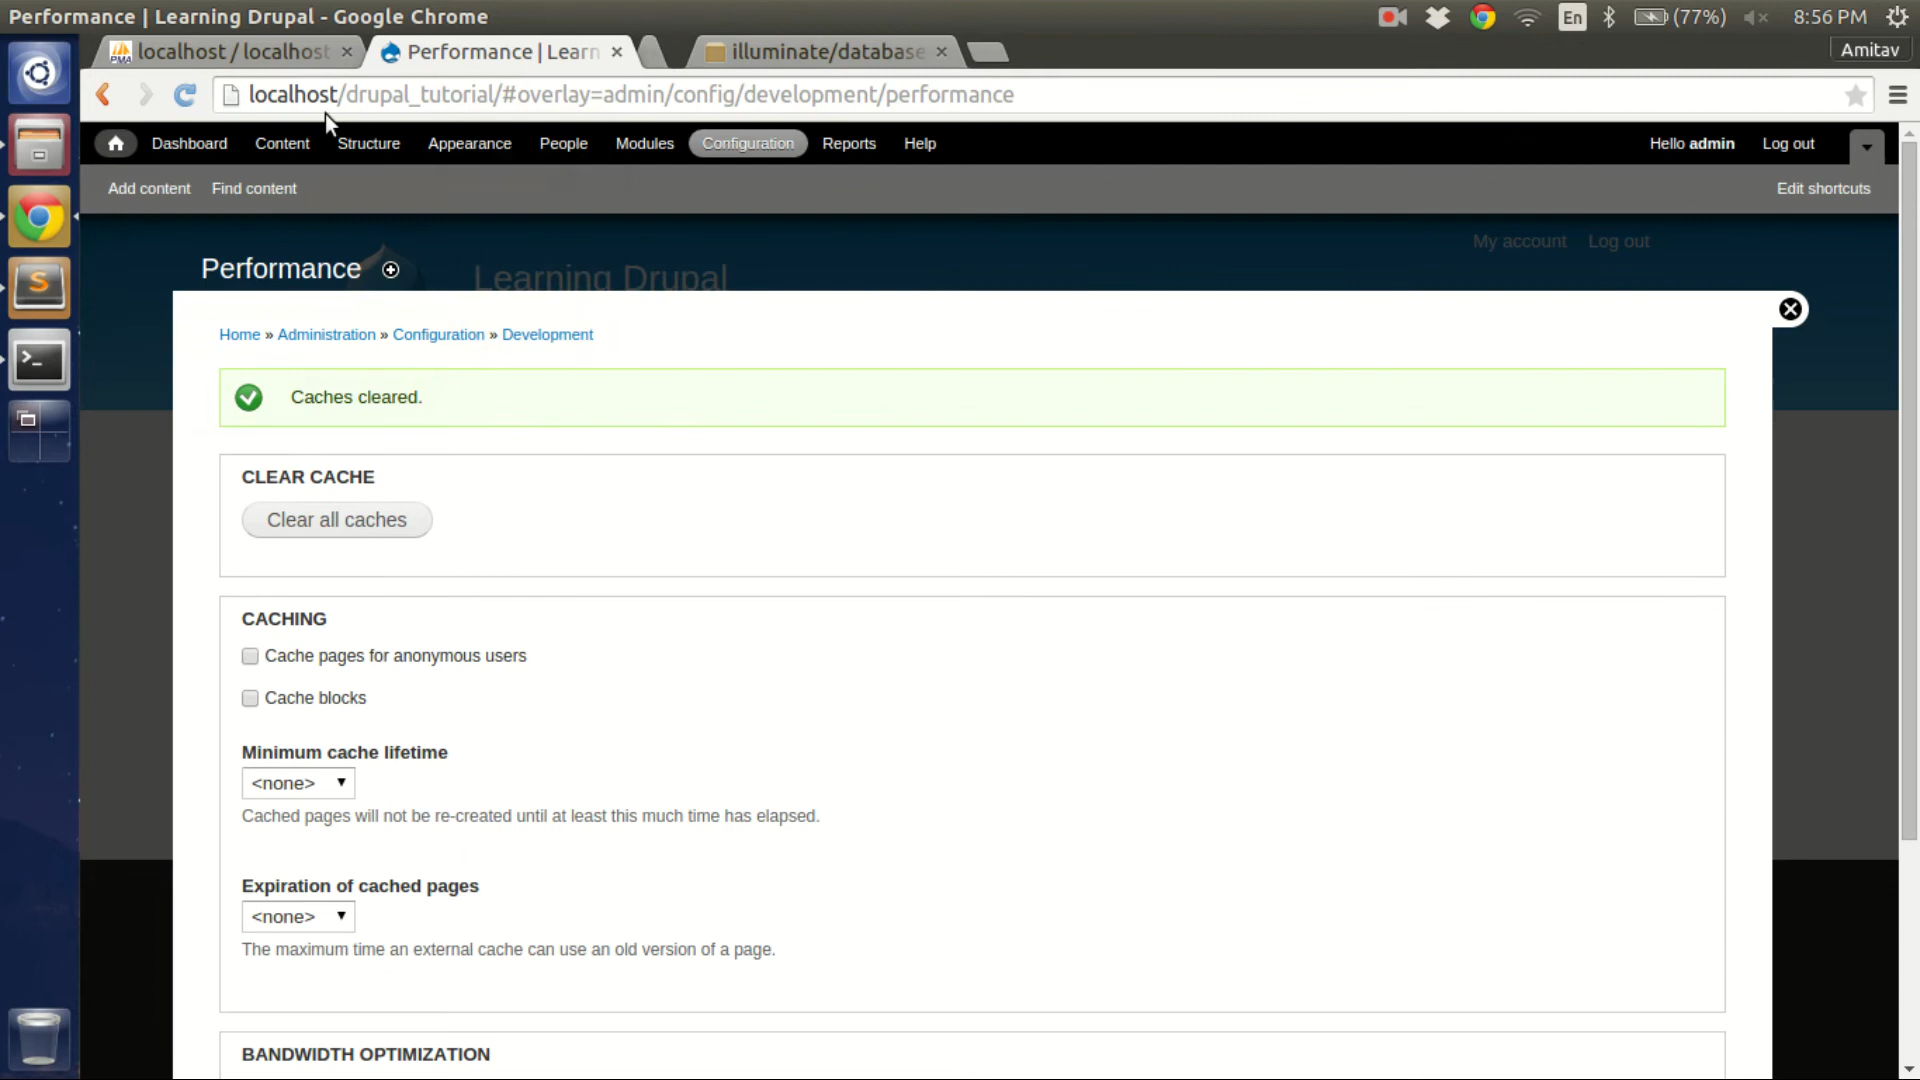 Performance | Learning Drupal - Google Chrome
En
(77%)
8:56 PM
PMA
localhost / localhost
Performance | Learn
illuminate/database
Amitav
localhost/drupal_tutorial/#overlay=admin/config/development/performance
Dashboard Content Structure Appearance People Modules Configuration Reports Help
Hello admin Log out
Add content Find content
Edit shortcuts
My account Log out
Performance
Learning Drupal
Home » Administration » Configuration » Development
Caches cleared.
CLEAR CACHE
Clear all caches
CACHING
Cache pages for anonymous users
Cache blocks
Minimum cache lifetime
<none>
Cached pages will not be re-created until at least this much time has elapsed.
Expiration of cached pages
<none>
The maximum time an external cache can use an old version of a page.
BANDWIDTH OPTIMIZATION